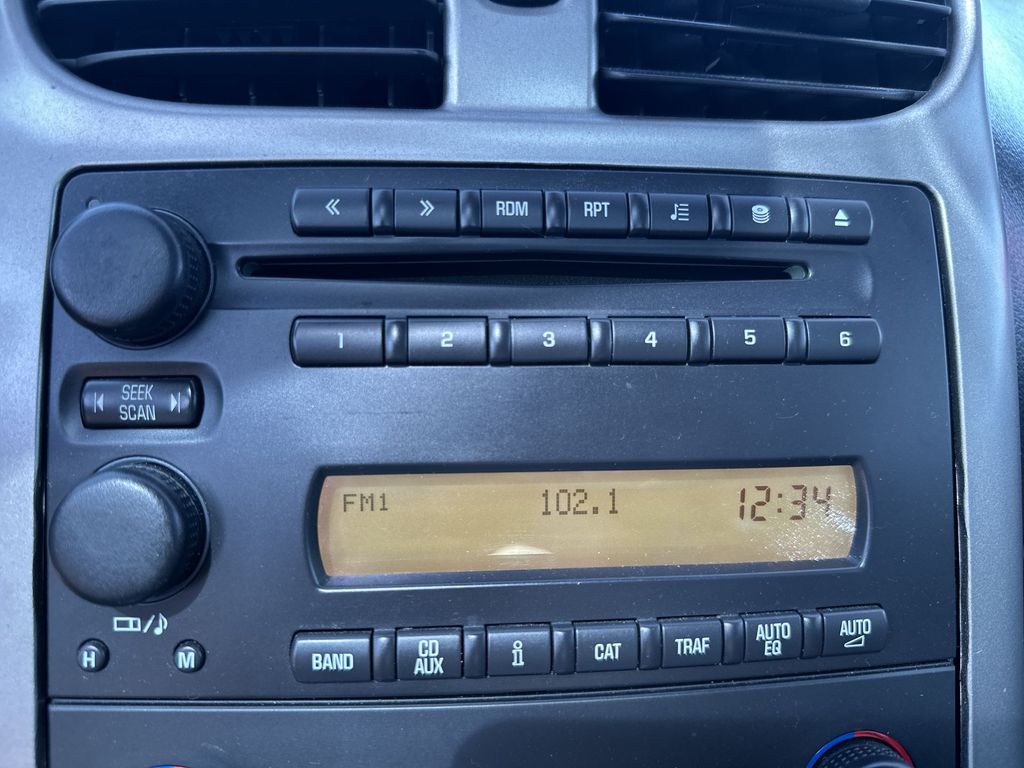 « » RDM RPT
1 2 3 4 5 6
SEEK
SCAN
FM1 102.1 12:34
H M
BAND CD AUX i CAT TRAF AUTO EQ AUTO